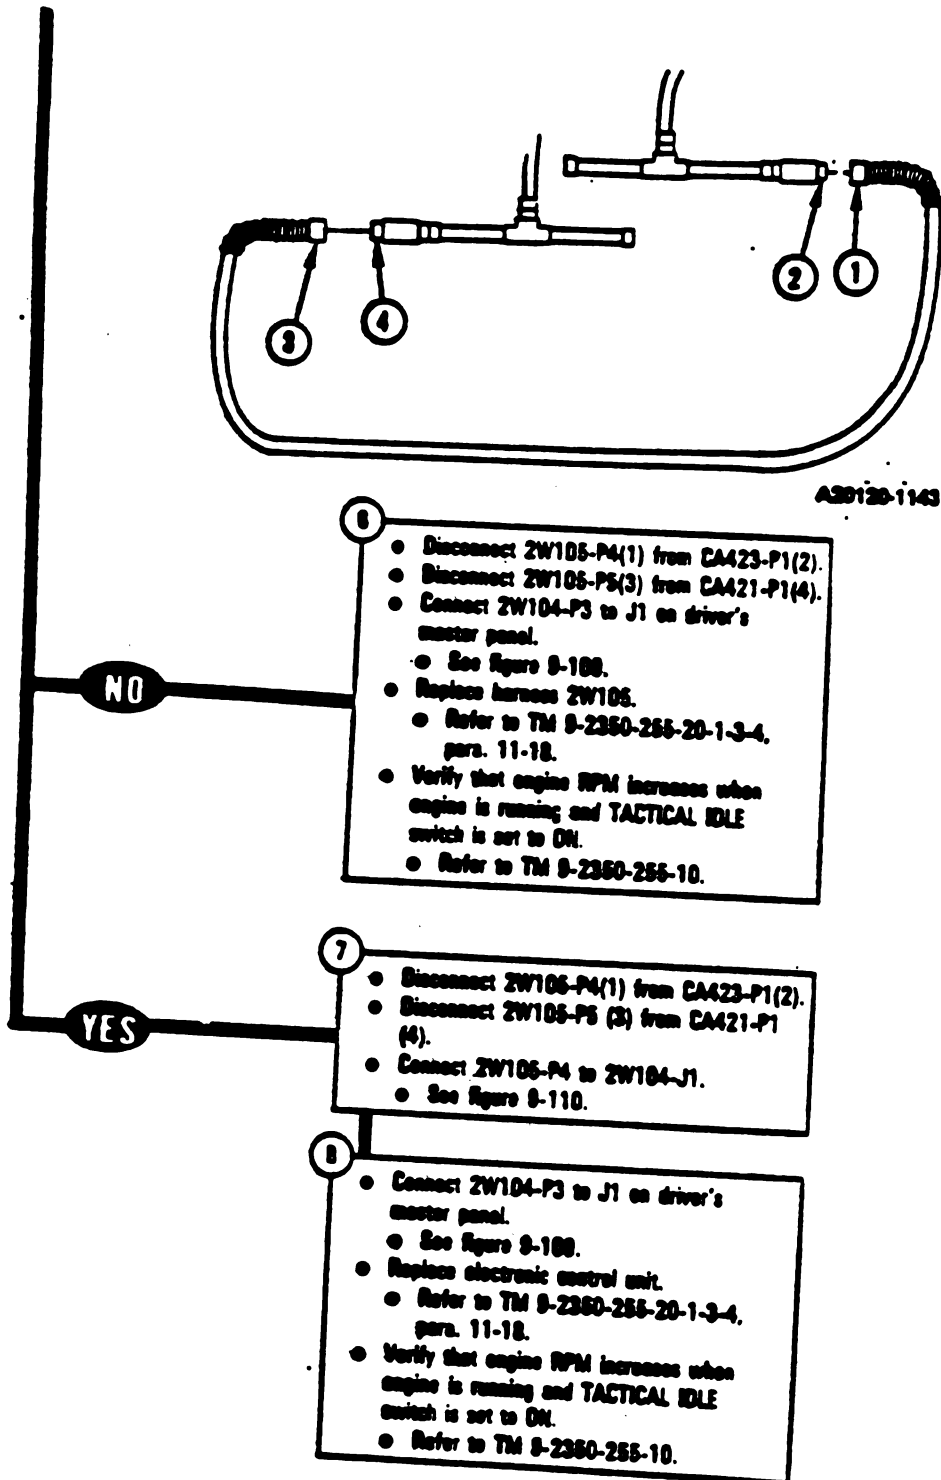 2
1
3
4
A20120-1143
6
● Disconnect 2W105-P4(1) from CA423-P1(2).
● Disconnect 2W105-P5(3) from CA421-P1(4).
● Connect 2W104-P3 to J1 on driver's
master panel.
● See figure 9-109.
NO
● Replace harness 2W105.
● Refer to TM 9-2350-255-20-1-3-4,
para. 11-18.
● Verify that engine RPM increases when
engine is running and TACTICAL IDLE
switch is set to ON.
● Refer to TM 9-2350-255-10.
7
● Disconnect 2W105-P4(1) from CA423-P1(2).
● Disconnect 2W105-P5 (3) from CA421-P1
(4).
YES
● Connect 2W105-P4 to 2W104-J1.
● See figure 9-110.
8
● Connect 2W104-P3 to J1 on driver's
master panel.
● See figure 9-109.
● Replace electronic control unit.
● Refer to TM 9-2350-255-20-1-3-4,
para. 11-18.
● Verify that engine RPM increases when
engine is running and TACTICAL IDLE
switch is set to ON.
● Refer to TM 9-2350-255-10.